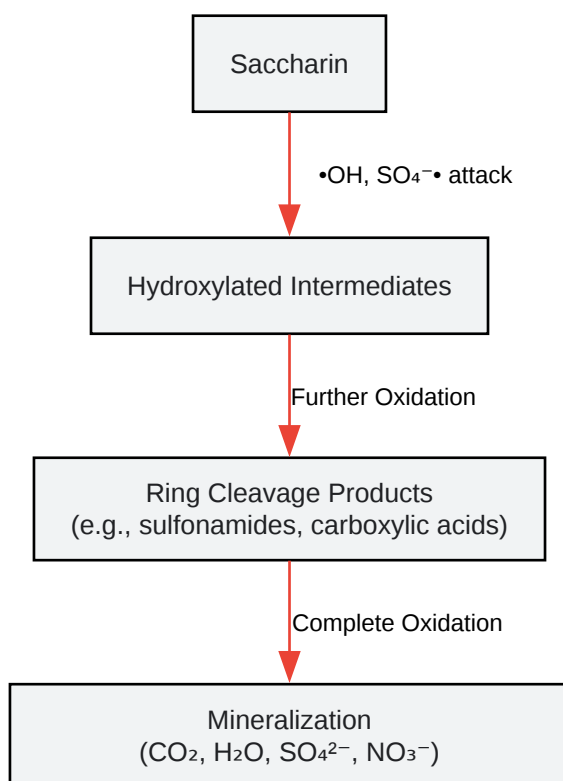 Saccharin
•OH, SO₄⁻• attack
Hydroxylated Intermediates
Further Oxidation
Ring Cleavage Products
(e.g., sulfonamides, carboxylic acids)
Complete Oxidation
Mineralization
(CO₂, H₂O, SO₄²⁻, NO₃⁻)